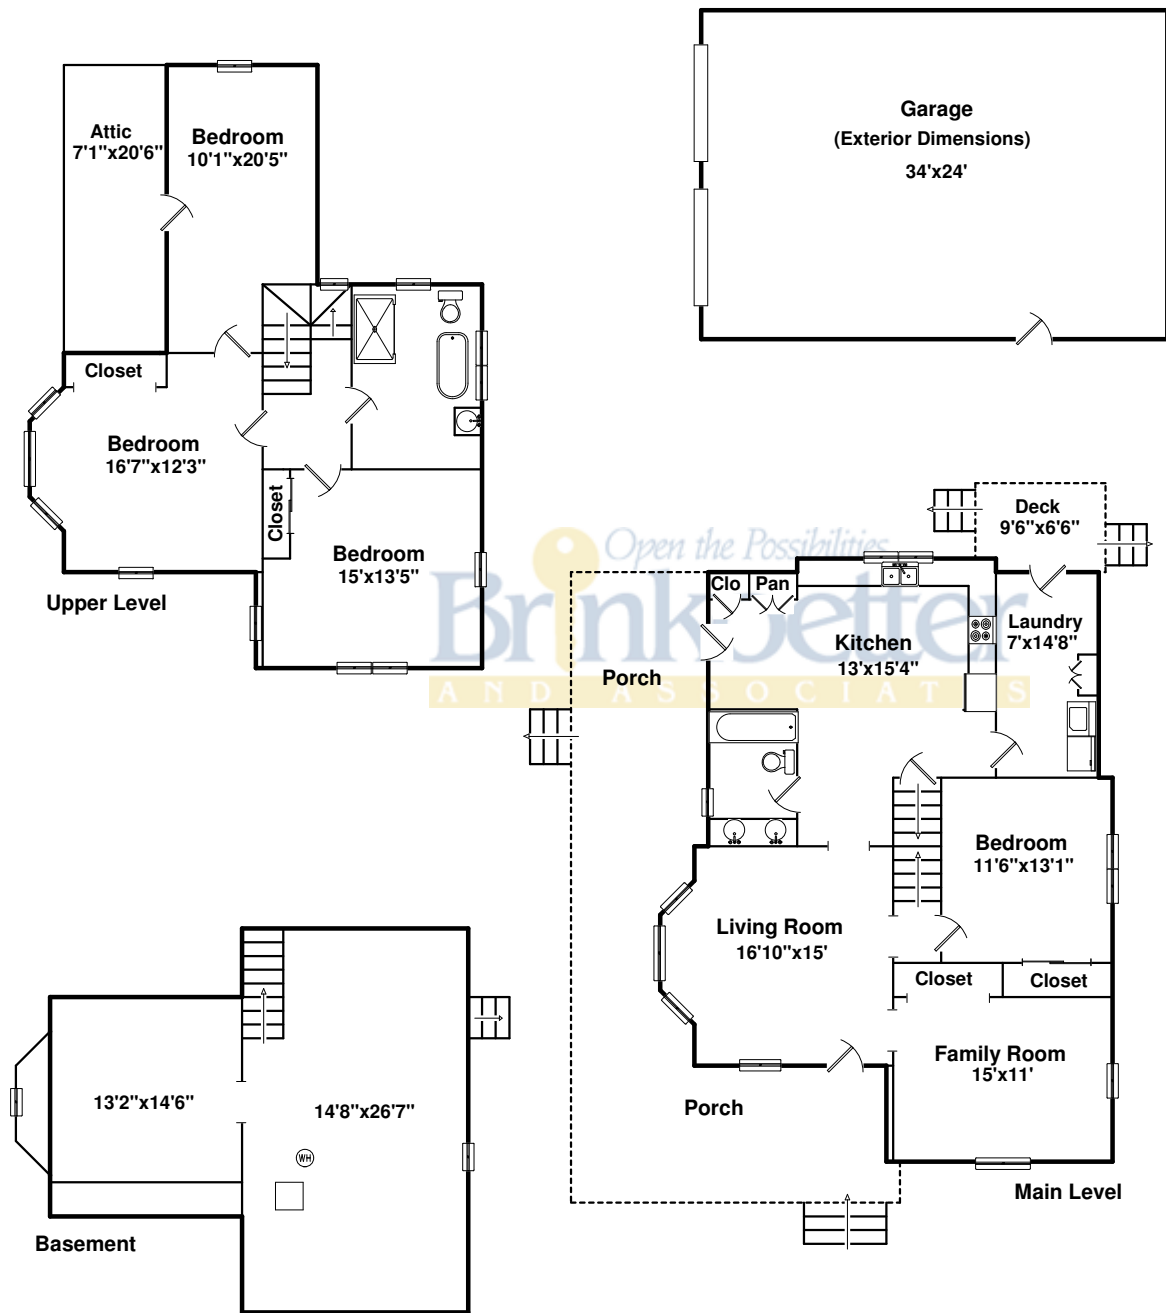 Attic
7'1"x20'6"
Bedroom
10'1"x20'5"
Closet
Bedroom
16'7"x12'3"
Closet
Bedroom
15'x13'5"
Upper Level
Garage
(Exterior Dimensions)
34'x24'
Open the Possibilities
Brink-Setter
AND ASSOCIATES
Deck
9'6"x6'6"
Clo
Pan
Kitchen
13'x15'4"
Laundry
7'x14'8"
Porch
Bedroom
11'6"x13'1"
Living Room
16'10"x15'
Closet
Closet
Family Room
15'x11'
Porch
Main Level
13'2"x14'6"
14'8"x26'7"
WH
Basement